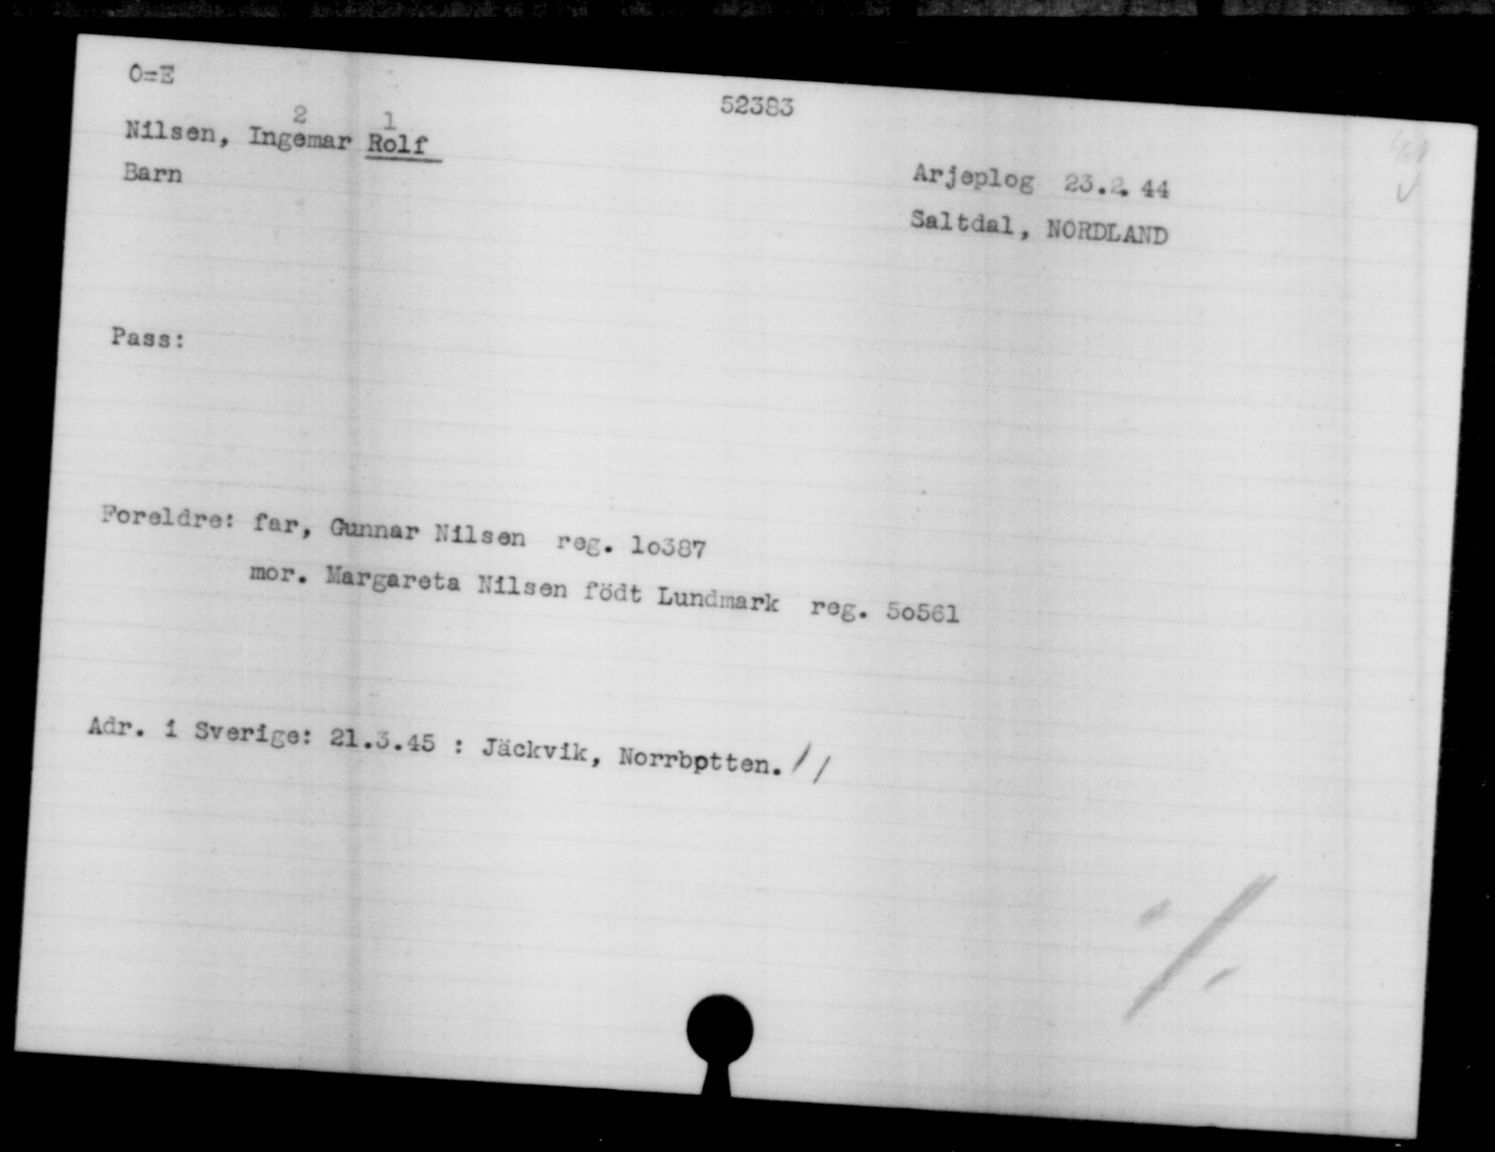 O=E
52383
2 1
Nilsen, Ingemar Rolf
Barn
Arjeplog 23.2.44
Saltdal, NORDLAND
Pass:
Foreldre: far, Gunnar Nilsen reg. 1o387
mor. Margareta Nilsen födt Lundmark reg. 5o561
Adr. i Sverige: 21.3.45 : Jäckvik, Norrbptten. //